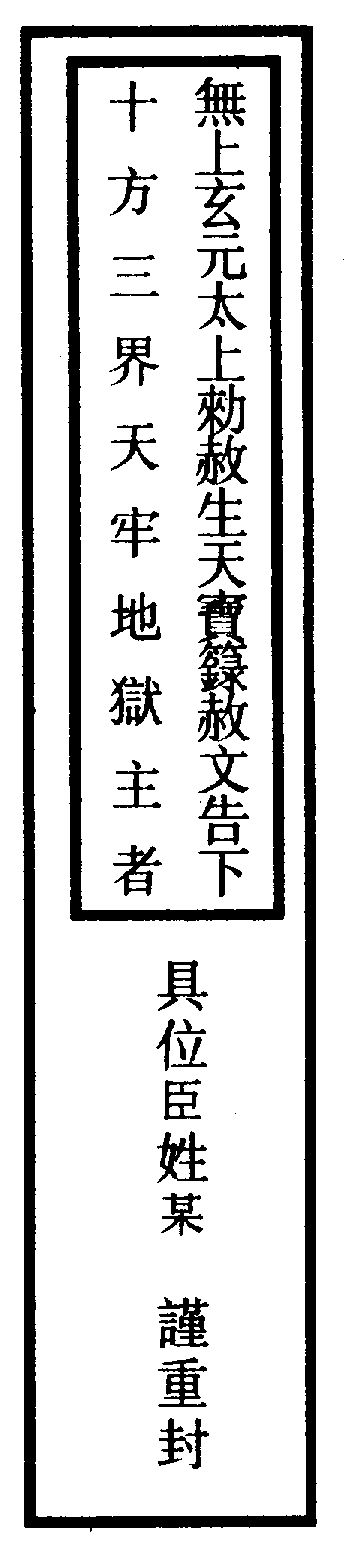 無上玄元太上勑赦生天寶籙赦文告下
十方三界天牢地獄主者
具位臣姓某　謹重封